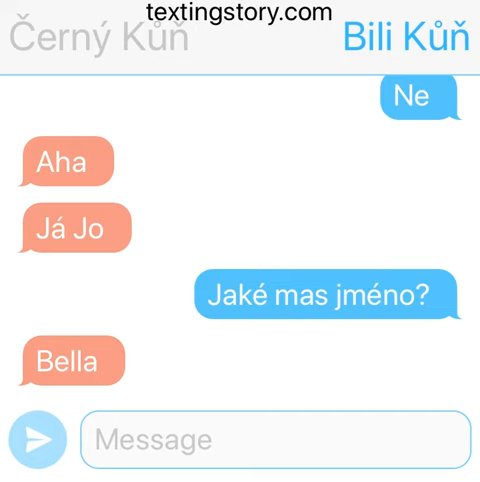 textingstory.com
Černý Kůň Bili Kůň
Ne
Aha
Já Jo
Jaké mas jméno?
Bella
Message